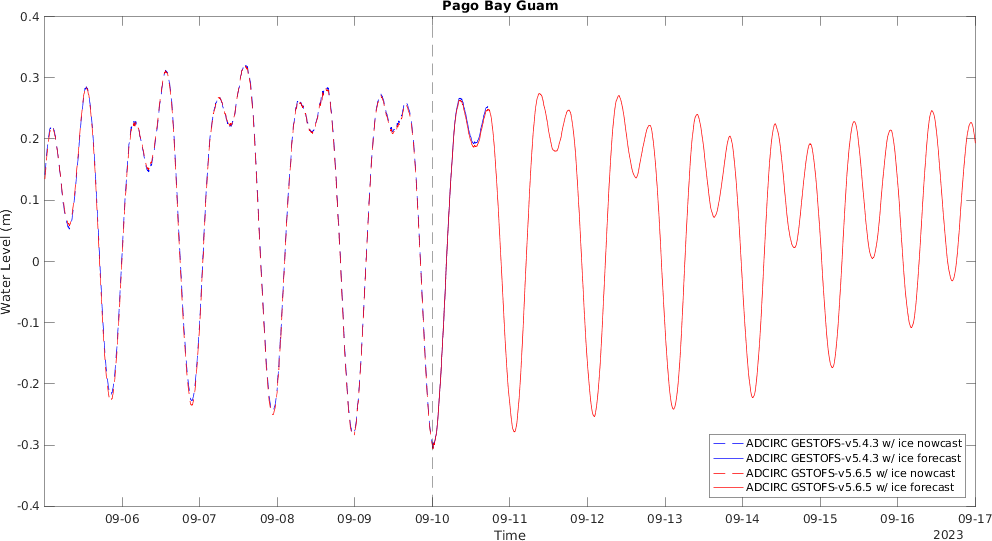 Pago Bay Guam
0.4
0.3
0.2
0.1
0
-0.1
-0.2
-0.3
-0.4
Water Level (m)
ADCIRC GESTOFS-v5.4.3 w/ ice nowcast
ADCIRC GESTOFS-v5.4.3 w/ ice forecast
ADCIRC GSTOFS-v5.6.5 w/ ice nowcast
ADCIRC GSTOFS-v5.6.5 w/ ice forecast
09-06 09-07 09-08 09-09 09-10 09-11 09-12 09-13 09-14 09-15 09-16 09-17
Time
2023